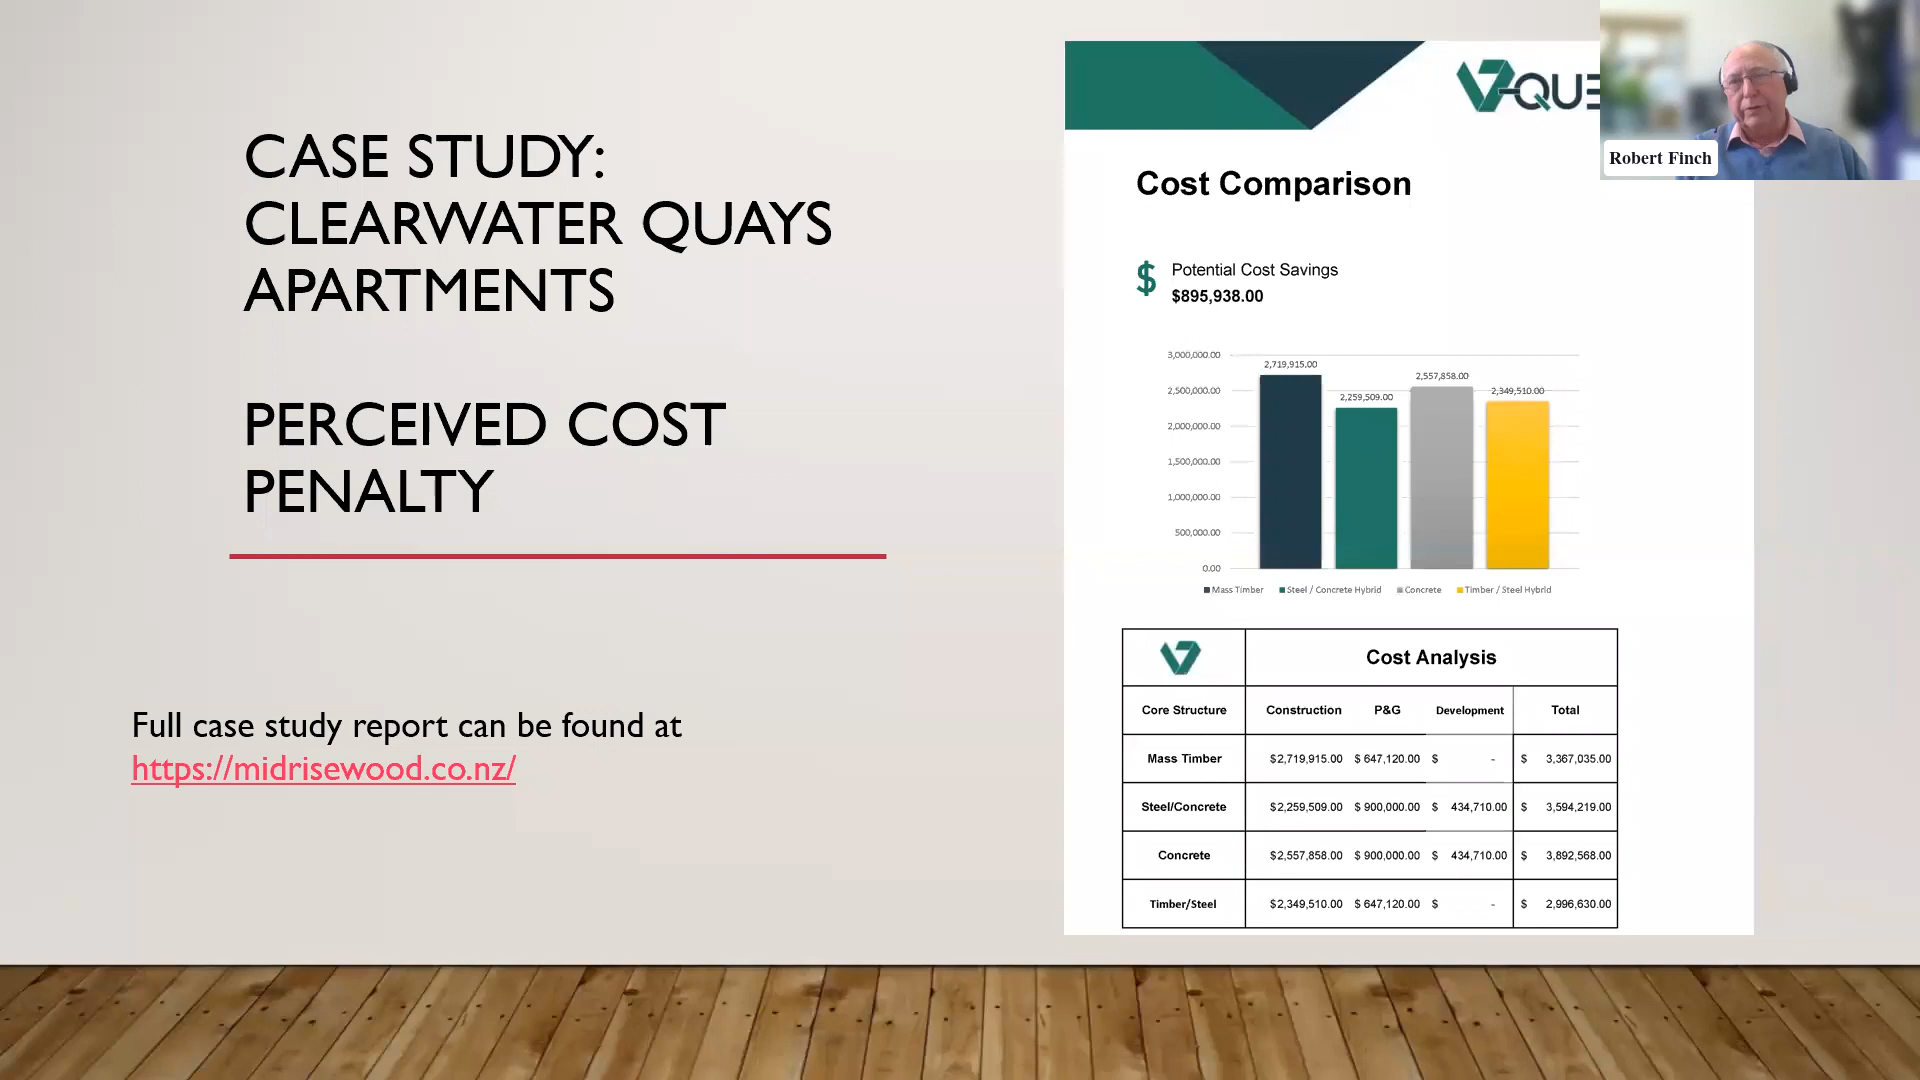 CASE STUDY:
CLEARWATER QUAYS
APARTMENTS
PERCEIVED COST
PENALTY
Full case study report can be found at
https://midrisewood.co.nz/
Robert Finch
Cost Comparison
$ Potential Cost Savings
$895,938.00
3,000,000.00
2,500,000.00
2,000,000.00
1,500,000.00
1,000,000.00
500,000.00
0.00
2,719,915.00
2,259,509.00
2,557,858.00
2,349,510.00
Mass Timber Steel / Concrete Hybrid Concrete Timber / Steel Hybrid
Cost Analysis
Core Structure Construction P&G Development Total
Mass Timber $2,719,915.00 $ 647,120.00 $ - $ 3,367,035.00
Steel/Concrete $2,259,509.00 $ 900,000.00 $ 434,710.00 $ 3,594,219.00
Concrete $2,557,858.00 $ 900,000.00 $ 434,710.00 $ 3,892,568.00
Timber/Steel $2,349,510.00 $ 647,120.00 $ - $ 2,996,630.00